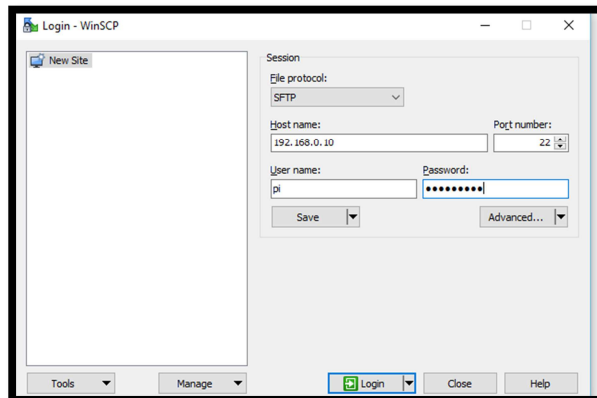 Login - WinSCP
New Site
Session
File protocol:
SFTP
Host name: Port number:
192.168.0.10 22
User name: Password:
pi •••••••••
Save Advanced...
Tools Manage Login Close Help